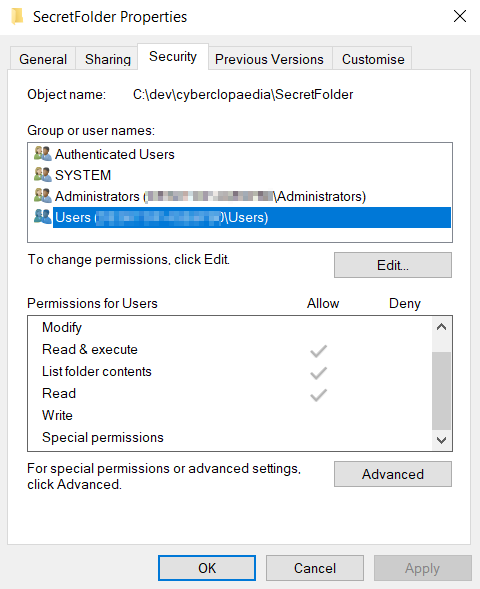 SecretFolder Properties
General Sharing Security Previous Versions Customise
Object name: C:\dev\cyberclopaedia\SecretFolder
Group or user names:
Authenticated Users
SYSTEM
Administrators ( \Administrators)
Users ( \Users)
To change permissions, click Edit.
Edit...
Permissions for Users Allow Deny
Modify
Read & execute
List folder contents
Read
Write
Special permissions
For special permissions or advanced settings,
click Advanced.
Advanced
OK Cancel Apply